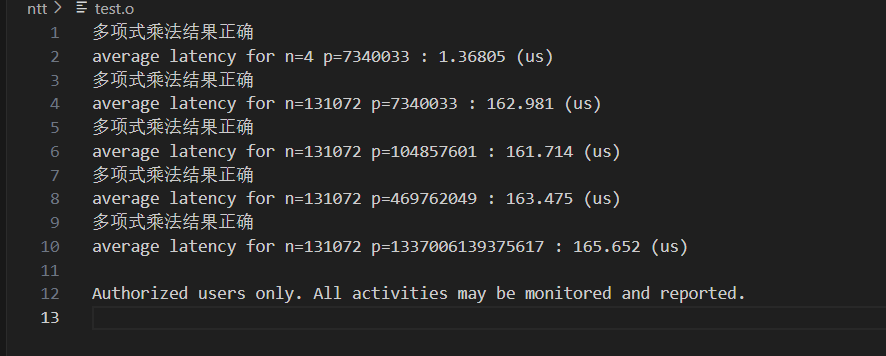 ntt > test.o
1 多项式乘法结果正确
2 average latency for n=4 p=7340033 : 1.36805 (us)
3 多项式乘法结果正确
4 average latency for n=131072 p=7340033 : 162.981 (us)
5 多项式乘法结果正确
6 average latency for n=131072 p=104857601 : 161.714 (us)
7 多项式乘法结果正确
8 average latency for n=131072 p=469762049 : 163.475 (us)
9 多项式乘法结果正确
10 average latency for n=131072 p=1337006139375617 : 165.652 (us)
11
12 Authorized users only. All activities may be monitored and reported.
13